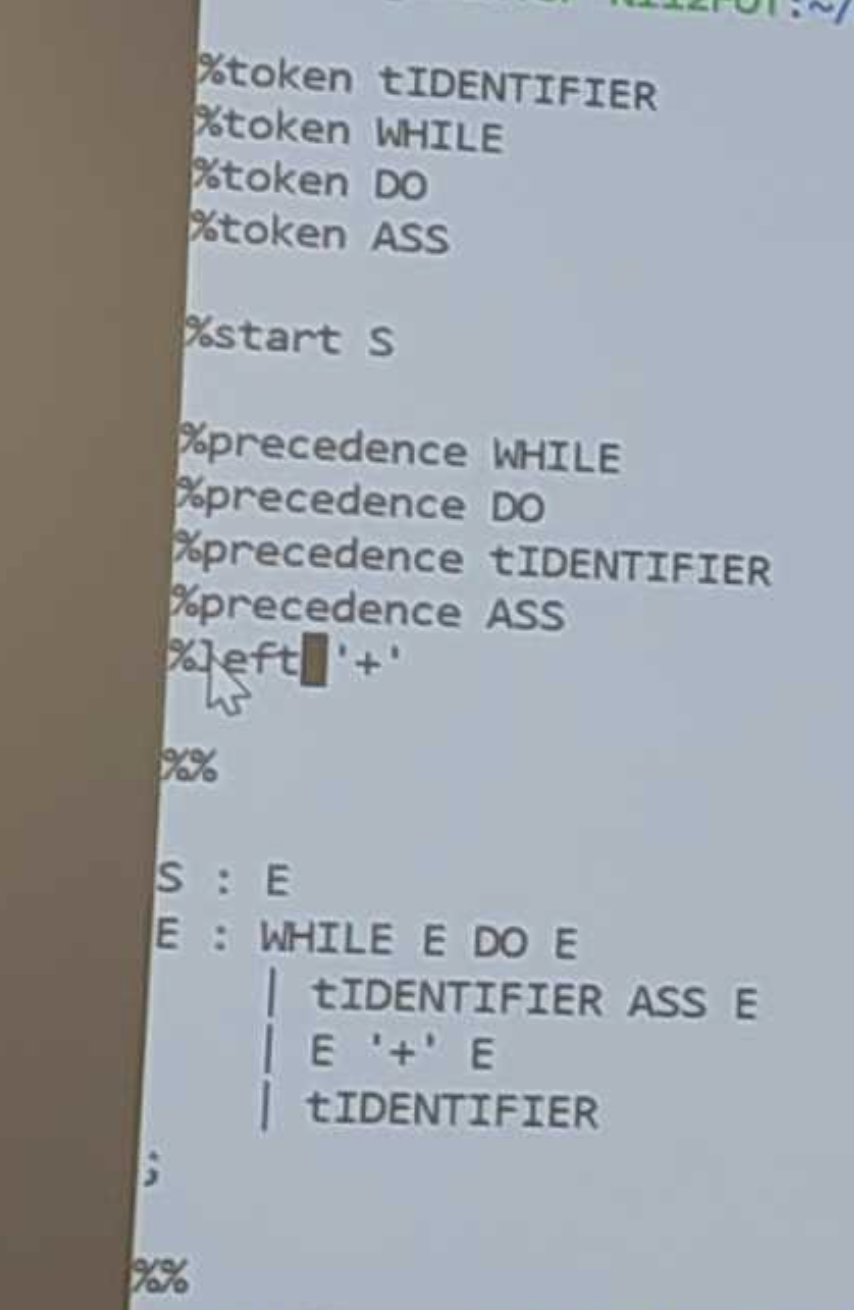 %token tIDENTIFIER
%token WHILE
%token DO
%token ASS
%start S
%precedence WHILE
%precedence DO
%precedence tIDENTIFIER
%precedence ASS
%left '+'
%%
S : E
E : WHILE E DO E
| tIDENTIFIER ASS E
| E '+' E
| tIDENTIFIER
;
%%